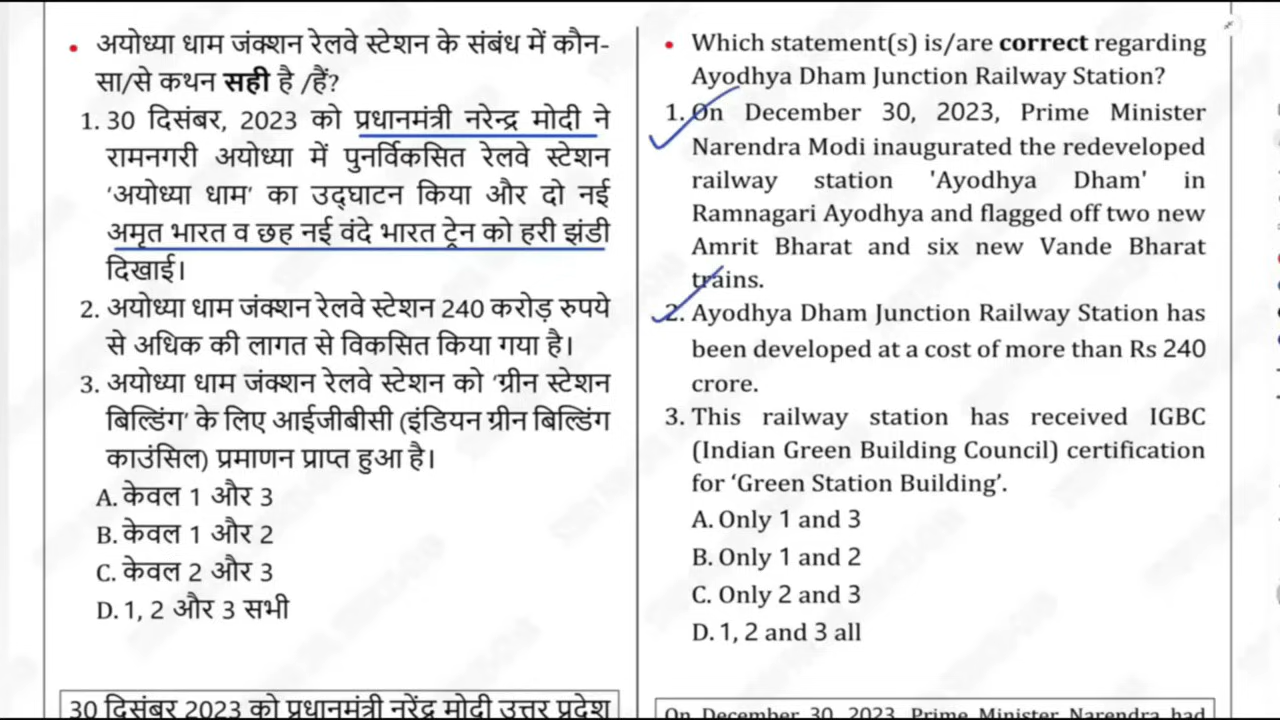 • अयोध्या धाम जंक्शन रेलवे स्टेशन के संबंध में कौन-
सा/से कथन सही है /हैं?
1. 30 दिसंबर, 2023 को प्रधानमंत्री नरेन्द्र मोदी ने
रामनगरी अयोध्या में पुनर्विकसित रेलवे स्टेशन
'अयोध्या धाम' का उद्घाटन किया और दो नई
अमृत भारत व छह नई वंदे भारत ट्रेन को हरी झंडी
दिखाई।
2. अयोध्या धाम जंक्शन रेलवे स्टेशन 240 करोड़ रुपये
से अधिक की लागत से विकसित किया गया है।
3. अयोध्या धाम जंक्शन रेलवे स्टेशन को 'ग्रीन स्टेशन
बिल्डिंग' के लिए आईजीबीसी (इंडियन ग्रीन बिल्डिंग
काउंसिल) प्रमाणन प्राप्त हुआ है।
A. केवल 1 और 3
B. केवल 1 और 2
C. केवल 2 और 3
D. 1, 2 और 3 सभी
30 दिसंबर 2023 को प्रधानमंत्री नरेंद्र मोदी उत्तर प्रदेश
• Which statement(s) is/are correct regarding
Ayodhya Dham Junction Railway Station?
1. On December 30, 2023, Prime Minister
Narendra Modi inaugurated the redeveloped
railway station 'Ayodhya Dham' in
Ramnagari Ayodhya and flagged off two new
Amrit Bharat and six new Vande Bharat
trains.
2. Ayodhya Dham Junction Railway Station has
been developed at a cost of more than Rs 240
crore.
3. This railway station has received IGBC
(Indian Green Building Council) certification
for ‘Green Station Building’.
A. Only 1 and 3
B. Only 1 and 2
C. Only 2 and 3
D. 1, 2 and 3 all
On December 30, 2023, Prime Minister Narendra had